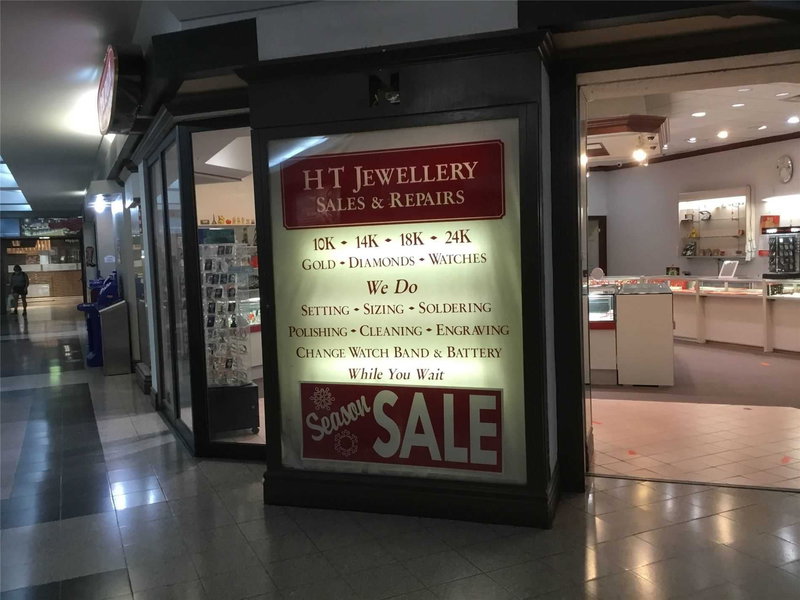 HT JEWELLERY
SALES & REPAIRS
10K • 14K • 18K • 24K
GOLD • DIAMONDS • WATCHES
We Do
SETTING • SIZING • SOLDERING
POLISHING • CLEANING • ENGRAVING
CHANGE WATCH BAND & BATTERY
While You Wait
Season
SALE